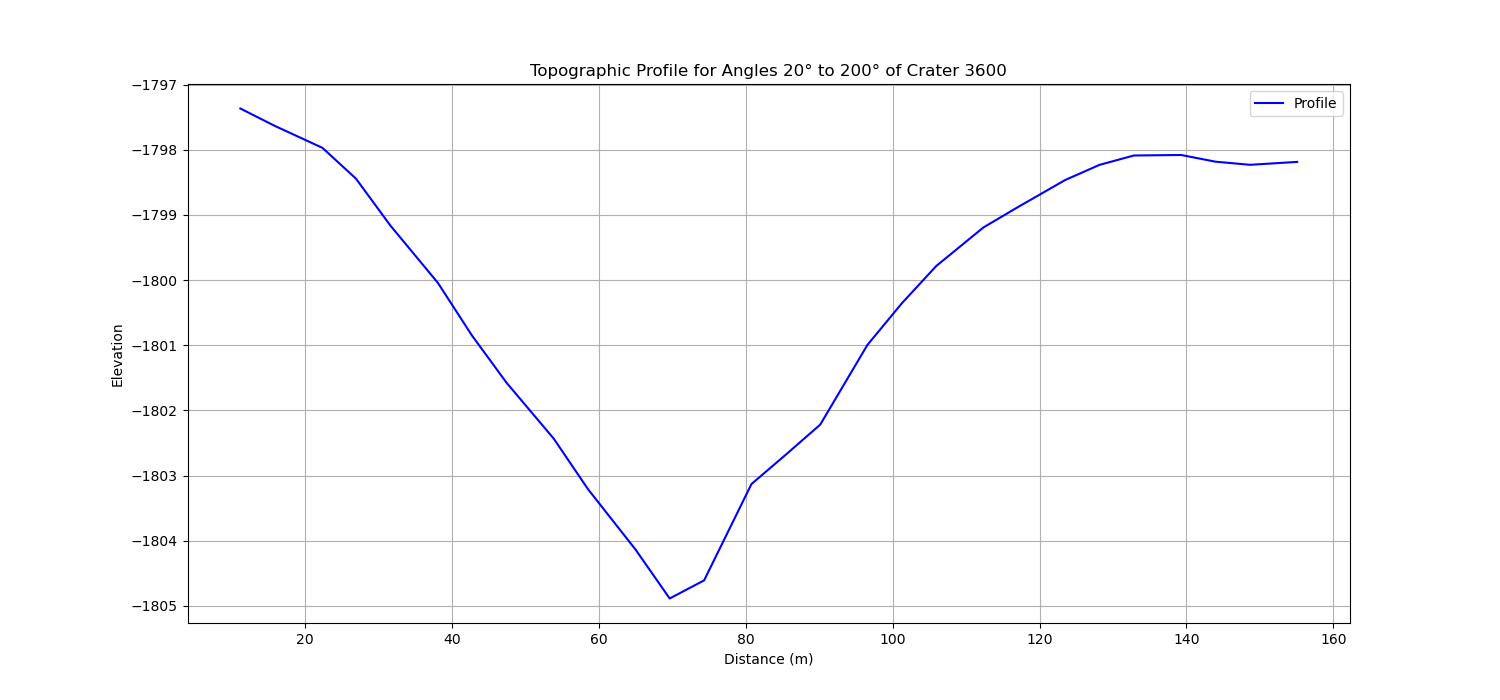 Topographic Profile for Angles 20° to 200° of Crater 3600
Profile
−1797
−1798
−1799
−1800
−1801
−1802
−1803
−1804
−1805
Elevation
20 40 60 80 100 120 140 160
Distance (m)